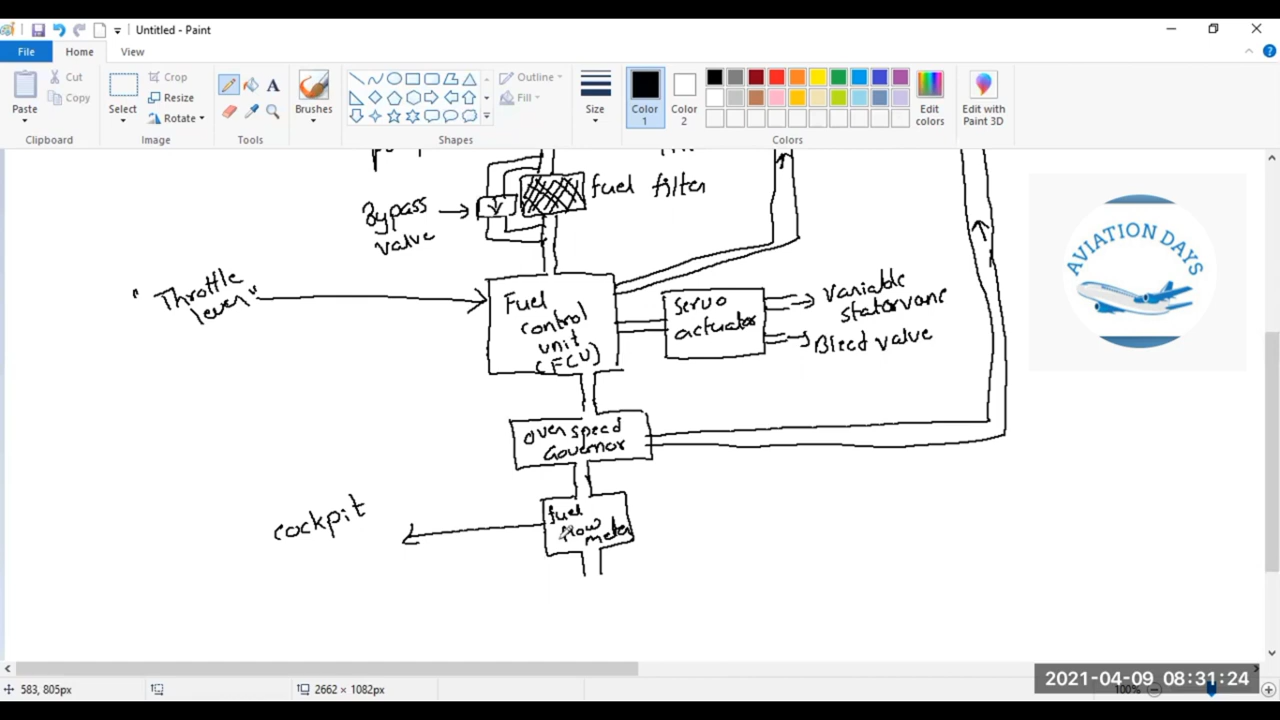 Untitled - Paint
File
Home
View
Paste
Cut
Copy
Clipboard
Select
Crop
Resize
Rotate
Image
Tools
Brushes
Outline
Fill
Shapes
Size
Color
1
Color
2
Edit
colors
Colors
Edit with
Paint 3D
fuel filter
Bypass
valve
"Throttle
lever"
Fuel
control
unit
(FCU)
Servo
actuator
Variable
statorvane
Bleed valve
over speed
Governor
fuel
flow
meter
cockpit
AVIATION DAYS
583, 805px
2662 × 1082px
100%
2021-04-09 08:31:24